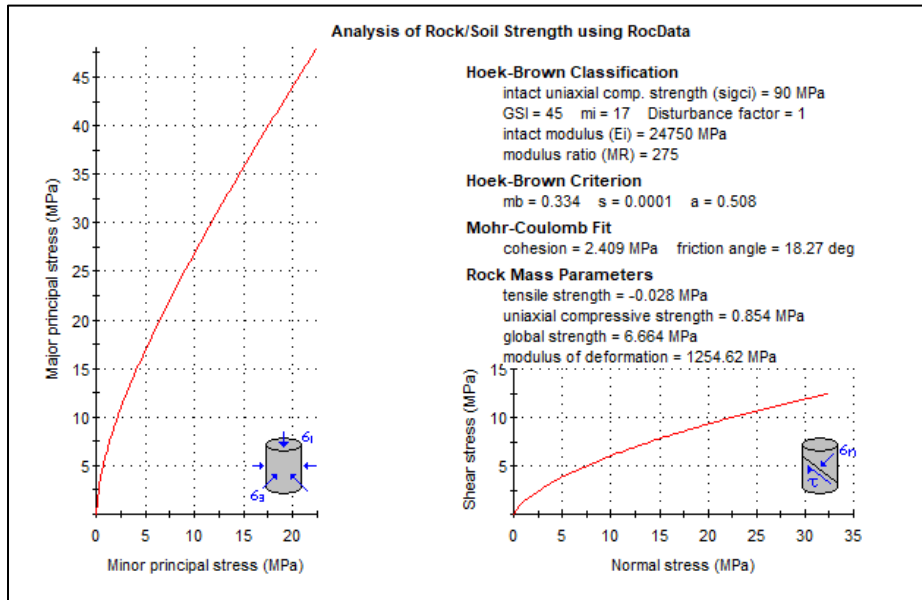 Analysis of Rock/Soil Strength using RocData
Hoek-Brown Classification
intact uniaxial comp. strength (sigci) = 90 MPa
GSI = 45 mi = 17 Disturbance factor = 1
intact modulus (Ei) = 24750 MPa
modulus ratio (MR) = 275
Hoek-Brown Criterion
mb = 0.334 s = 0.0001 a = 0.508
Mohr-Coulomb Fit
cohesion = 2.409 MPa friction angle = 18.27 deg
Rock Mass Parameters
tensile strength = -0.028 MPa
uniaxial compressive strength = 0.854 MPa
global strength = 6.664 MPa
modulus of deformation = 1254.62 MPa
Major principal stress (MPa)
45
40
35
30
25
20
15
10
5
0 5 10 15 20
Minor principal stress (MPa)
σ1
σ3
Shear stress (MPa)
15
10
5
0 5 10 15 20 25 30 35
Normal stress (MPa)
σn
τ